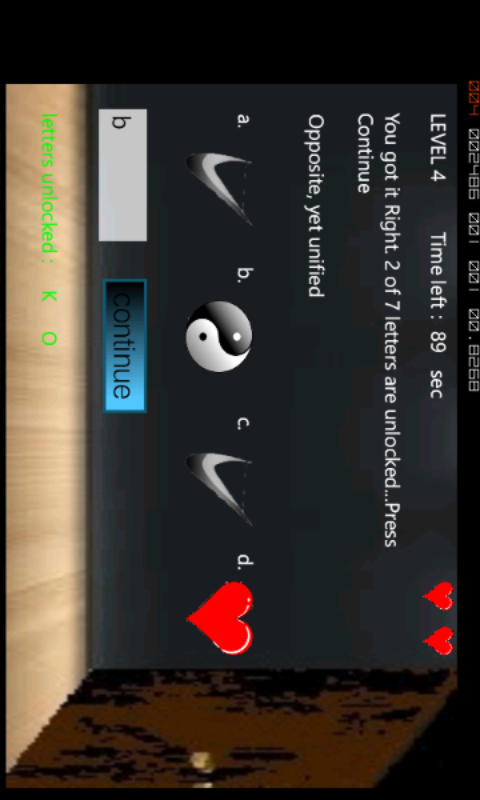 004 002486 001 001 00.8268
LEVEL 4 Time left : 89 sec
You got it Right. 2 of 7 letters are unlocked...Press
Continue
Opposite, yet unified
a. b. c. d.
b
continue
letters unlocked : K O